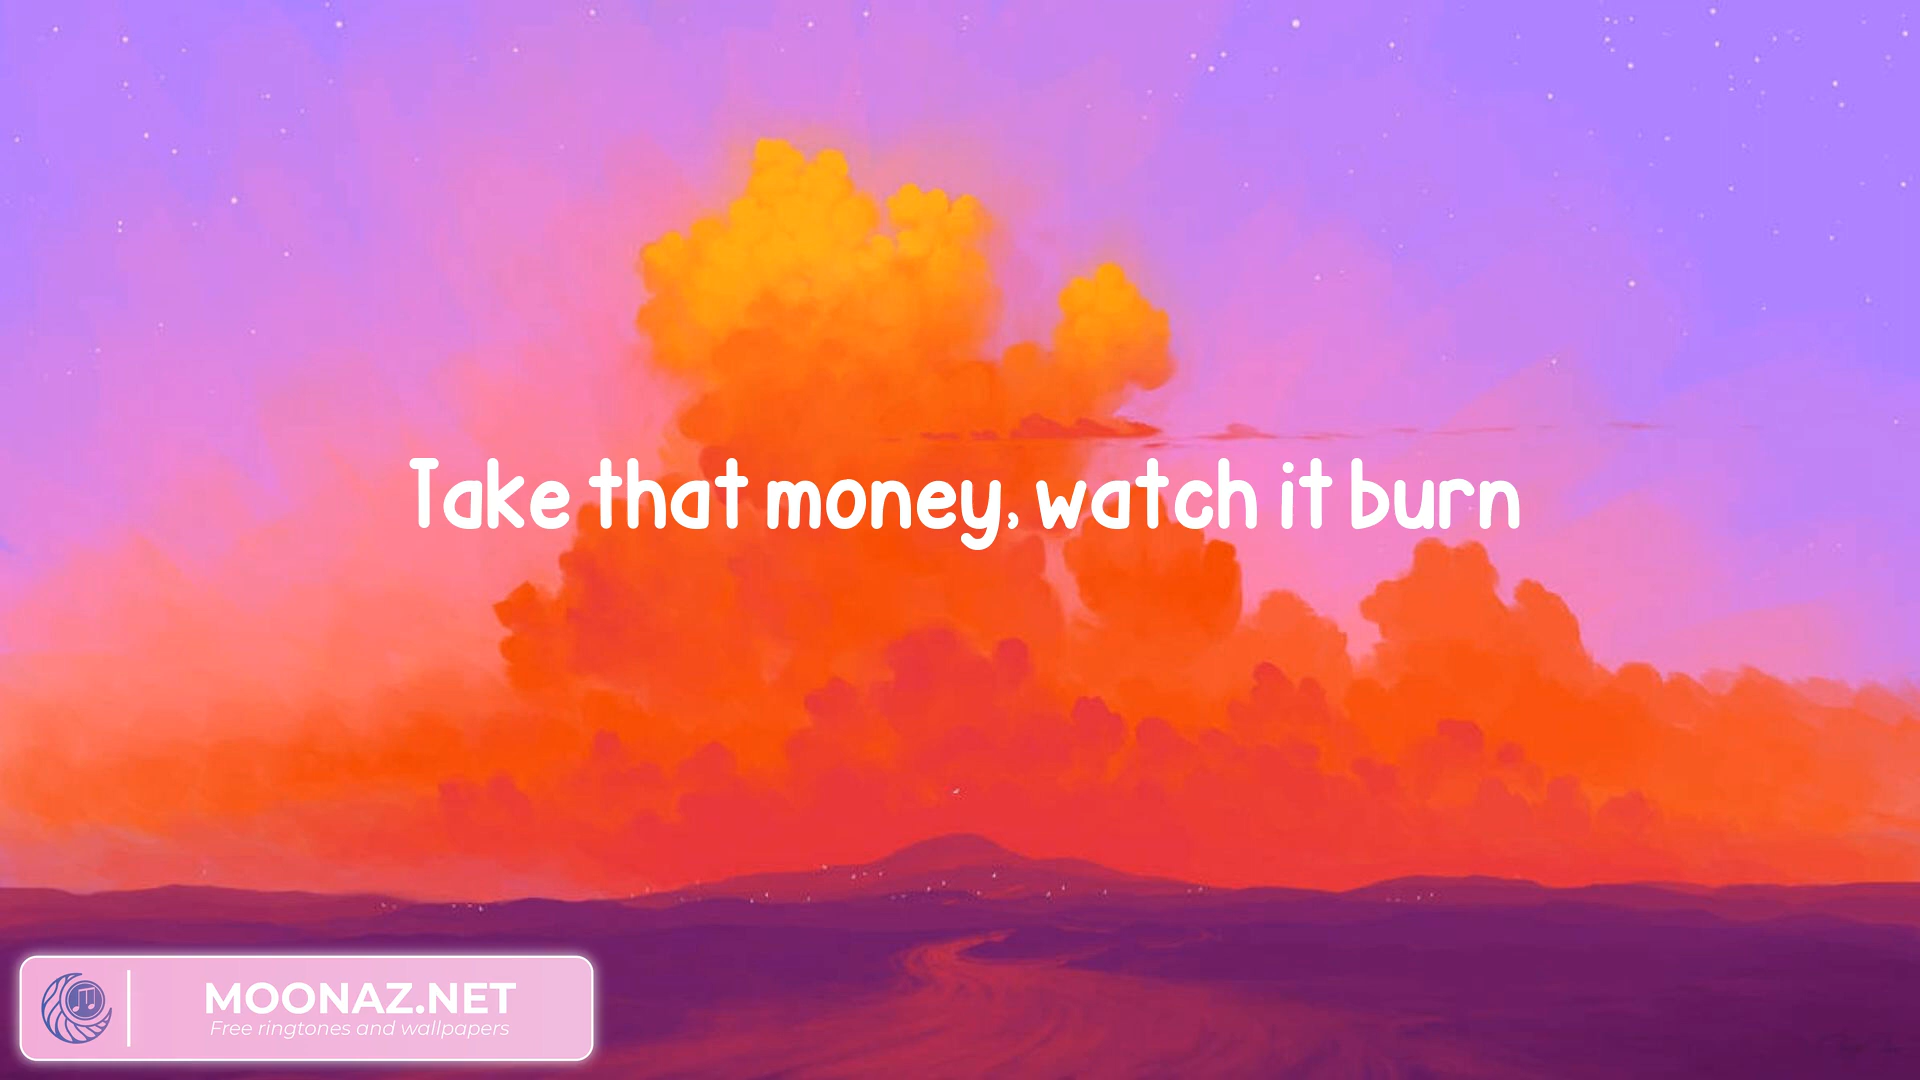 Take that money, watch it burn
MOONAZ.NET
Free ringtones and wallpapers